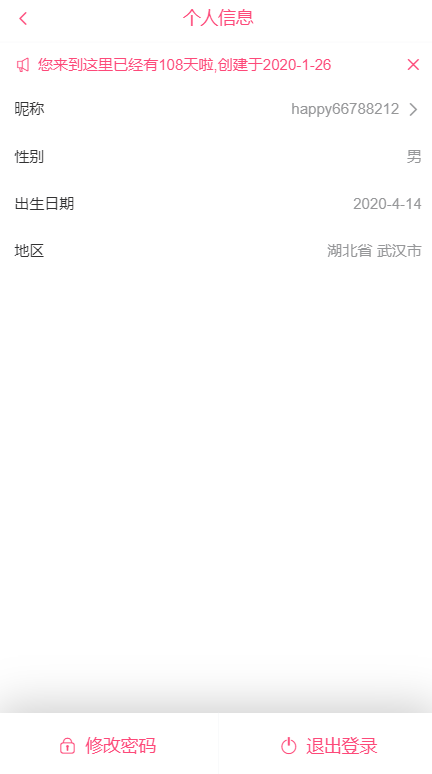 个人信息
您来到这里已经有108天啦,创建于2020-1-26
昵称 happy66788212
性别 男
出生日期 2020-4-14
地区 湖北省 武汉市
修改密码 退出登录